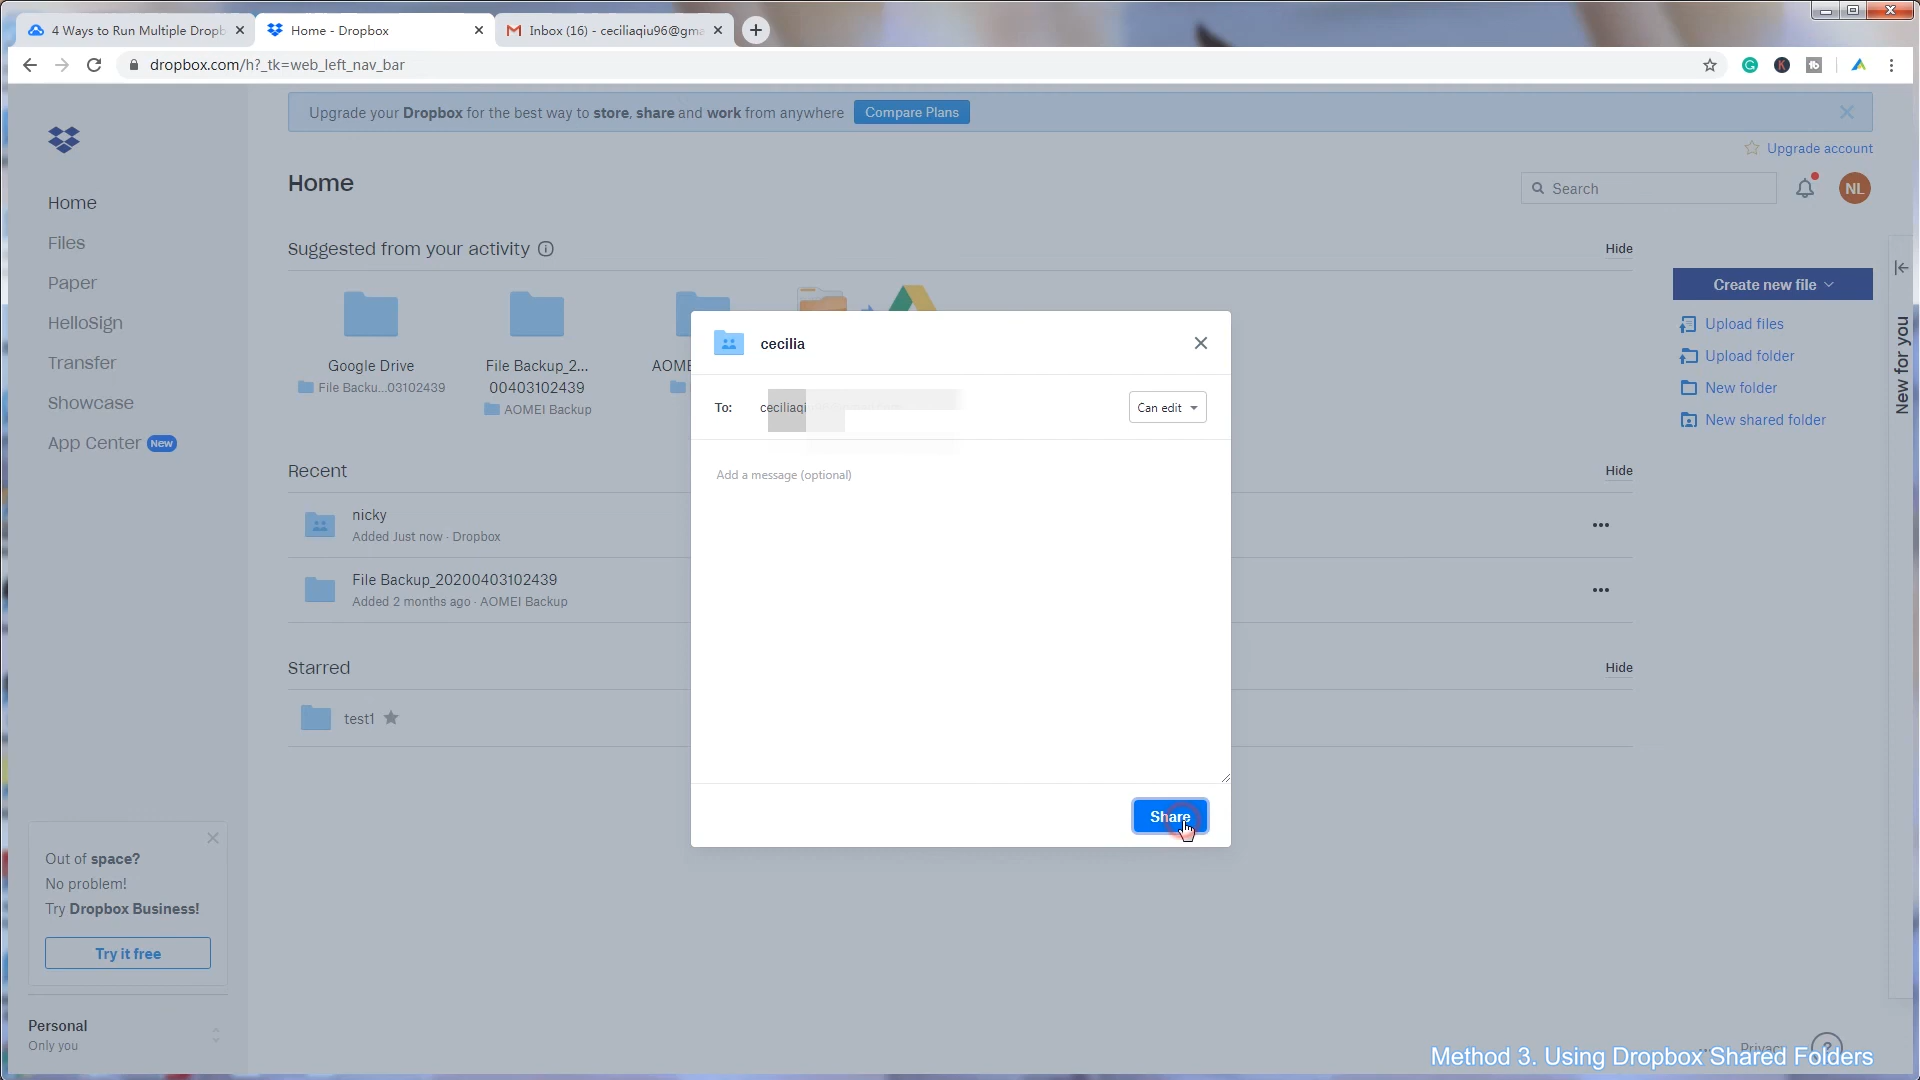 4 Ways to Run Multiple Dropb
Home - Dropbox
Inbox (16) - ceciliaqiu96@gma
dropbox.com/h?_tk=web_left_nav_bar
Upgrade your Dropbox for the best way to store, share and work from anywhere
Compare Plans
Upgrade account
Home
Search
NL
Home
Files
Paper
HelloSign
Transfer
Showcase
App Center New
Suggested from your activity
Hide
Google Drive
File Backu...03102439
File Backup_2...
00403102439
AOMEI Backup
AOME
Create new file
Upload files
Upload folder
New folder
New shared folder
New for you
cecilia
To: ceciliaqi
Can edit
Add a message (optional)
Share
Recent
Hide
nicky
Added Just now · Dropbox
File Backup_20200403102439
Added 2 months ago · AOMEI Backup
Starred
Hide
test1
Out of space?
No problem!
Try Dropbox Business!
Try it free
Personal
Only you
Privacy
Method 3. Using Dropbox Shared Folders